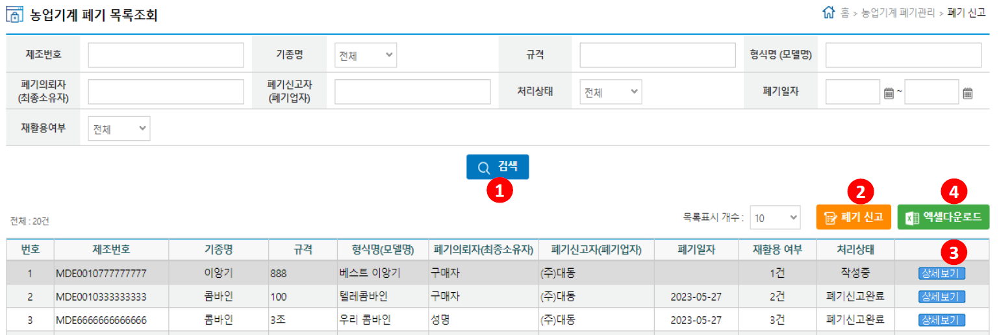 농업기계 폐기 목록조회
홈 > 농업기계 폐기관리 > 폐기 신고
제조번호 기종명 전체 규격 형식명 (모델명)
폐기의뢰자 (최종소유자) 폐기신고자 (폐기업자) 처리상태 전체 폐기일자 ~
재활용여부 전체
검색
1
2 4
전체 : 20건 목록표시 개수 : 10 폐기 신고 엑셀다운로드
번호 제조번호 기종명 규격 형식명(모델명) 폐기의뢰자(최종소유자) 폐기신고자(폐기업자) 폐기일자 재활용 여부 처리상태 3
1 MDE0010777777777 이앙기 888 베스트 이앙기 구매자 (주)대동 1건 작성중 상세보기
2 MDE0010333333333 콤바인 100 텔레콤바인 구매자 (주)대동 2023-05-27 2건 폐기신고완료 상세보기
3 MDE6666666666666 콤바인 3조 우리 콤바인 성명 (주)대동 2023-05-27 3건 폐기신고완료 상세보기